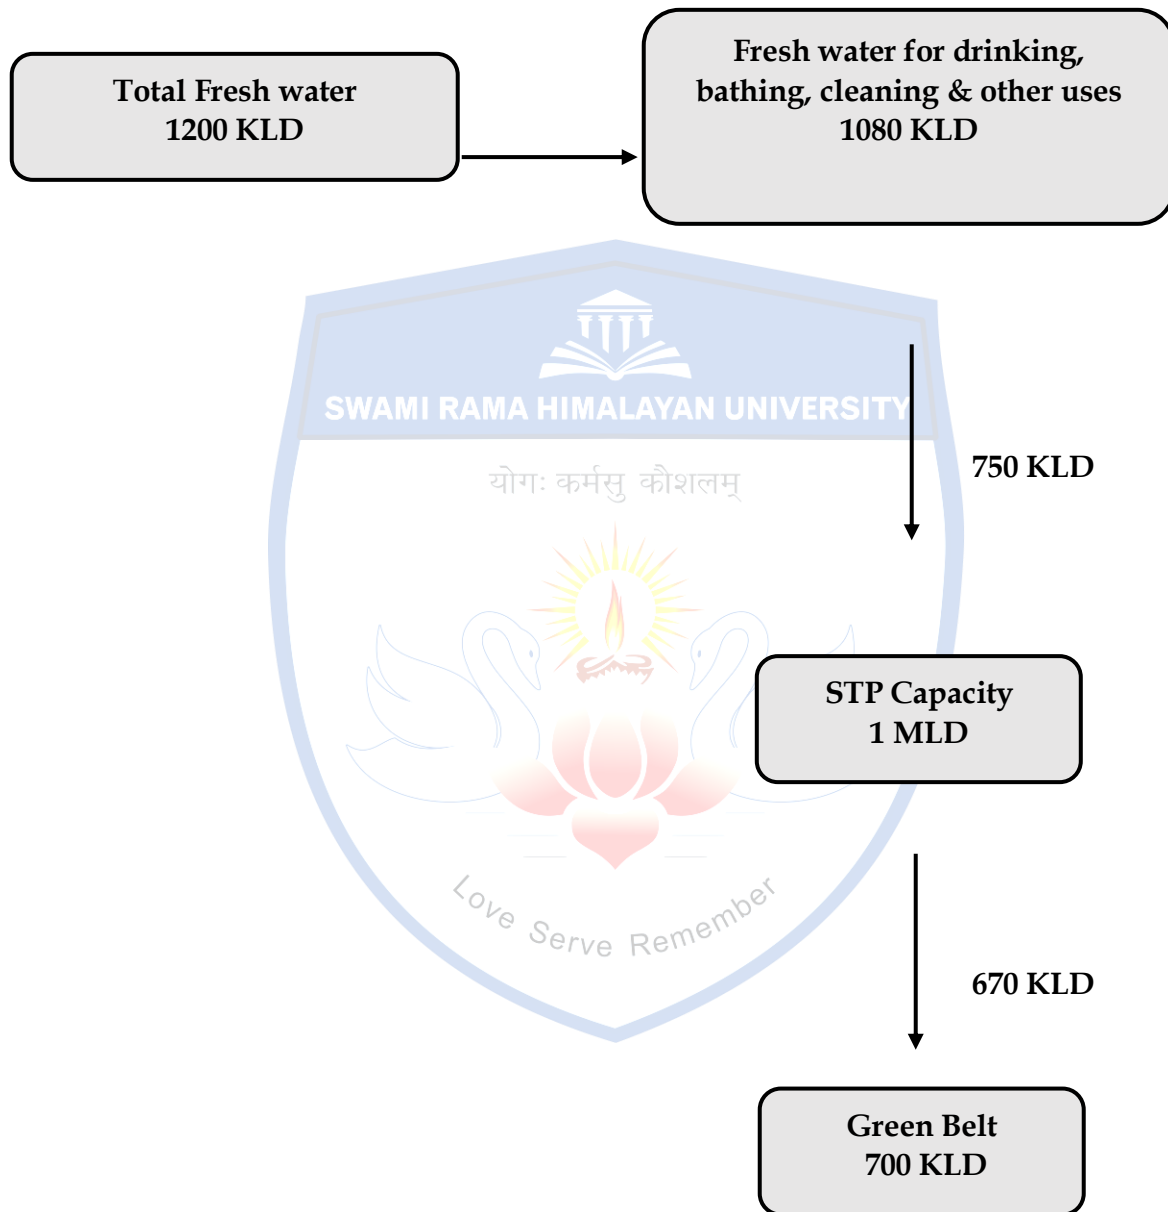 Total Fresh water
1200 KLD
Fresh water for drinking,
bathing, cleaning & other uses
1080 KLD
SWAMI RAMA HIMALAYAN UNIVERSITY
योगः कर्मसु कौशलम्
750 KLD
STP Capacity
1 MLD
Love Serve Remember
670 KLD
Green Belt
700 KLD